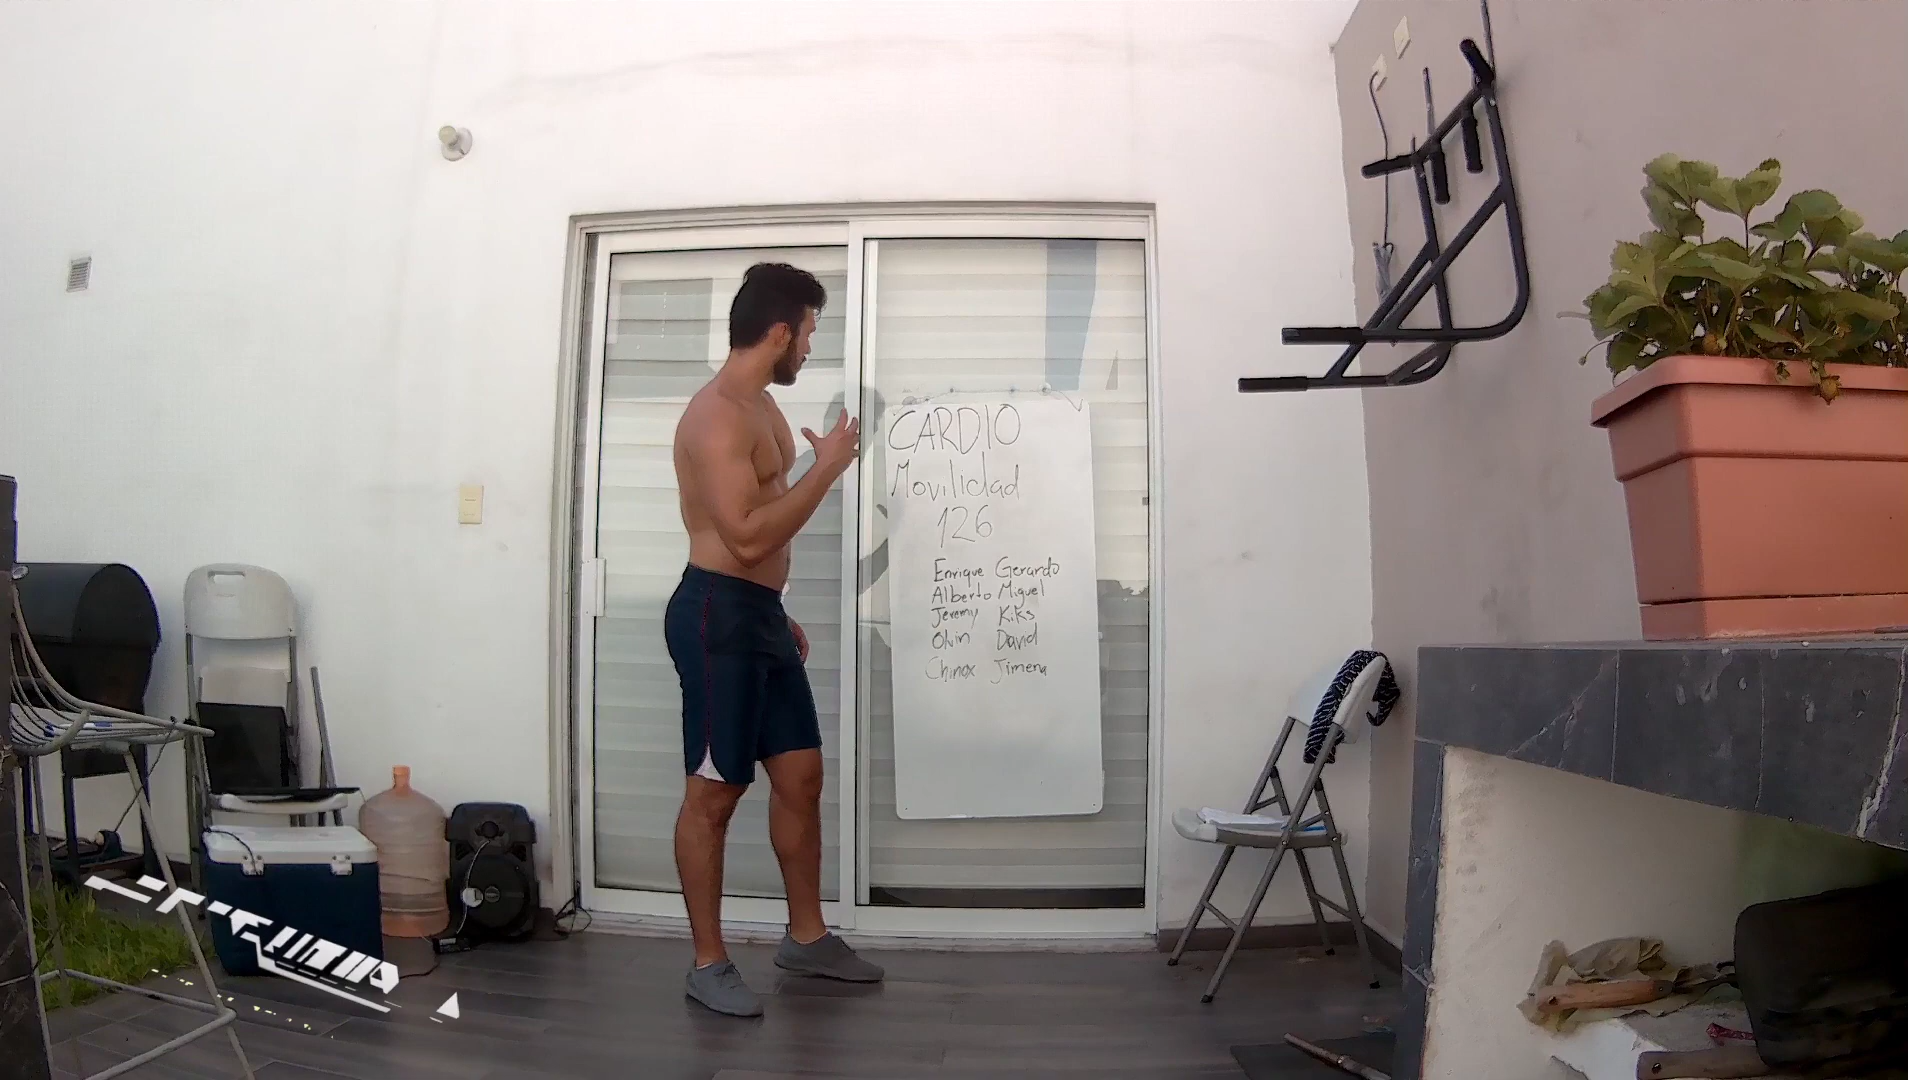 CARDIO
Movilidad
126
Enrique Gerardo
Alberto Miguel
Jeremy Kiks
Olvin David
Chinox Jimena